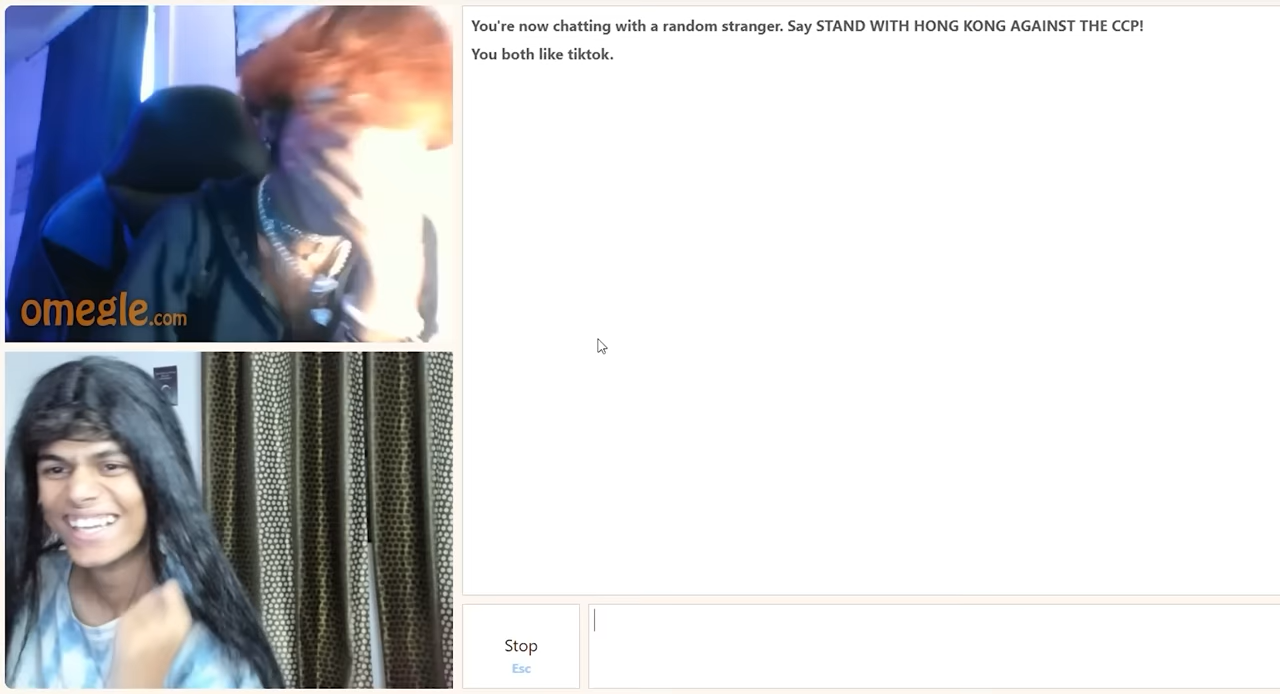 You're now chatting with a random stranger. Say STAND WITH HONG KONG AGAINST THE CCP!
You both like tiktok.
omegle.com
Stop
Esc